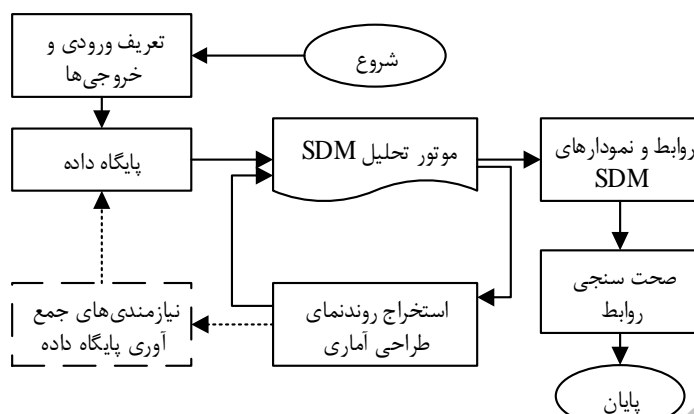 شروع
تعریف ورودی و
خروجی‌ها
پایگاه داده
موتور تحلیل SDM
روابط و نمودارهای
SDM
صحت سنجی
روابط
استخراج روندنمای
طراحی آماری
نیازمندی‌های جمع
آوری پایگاه داده
پایان